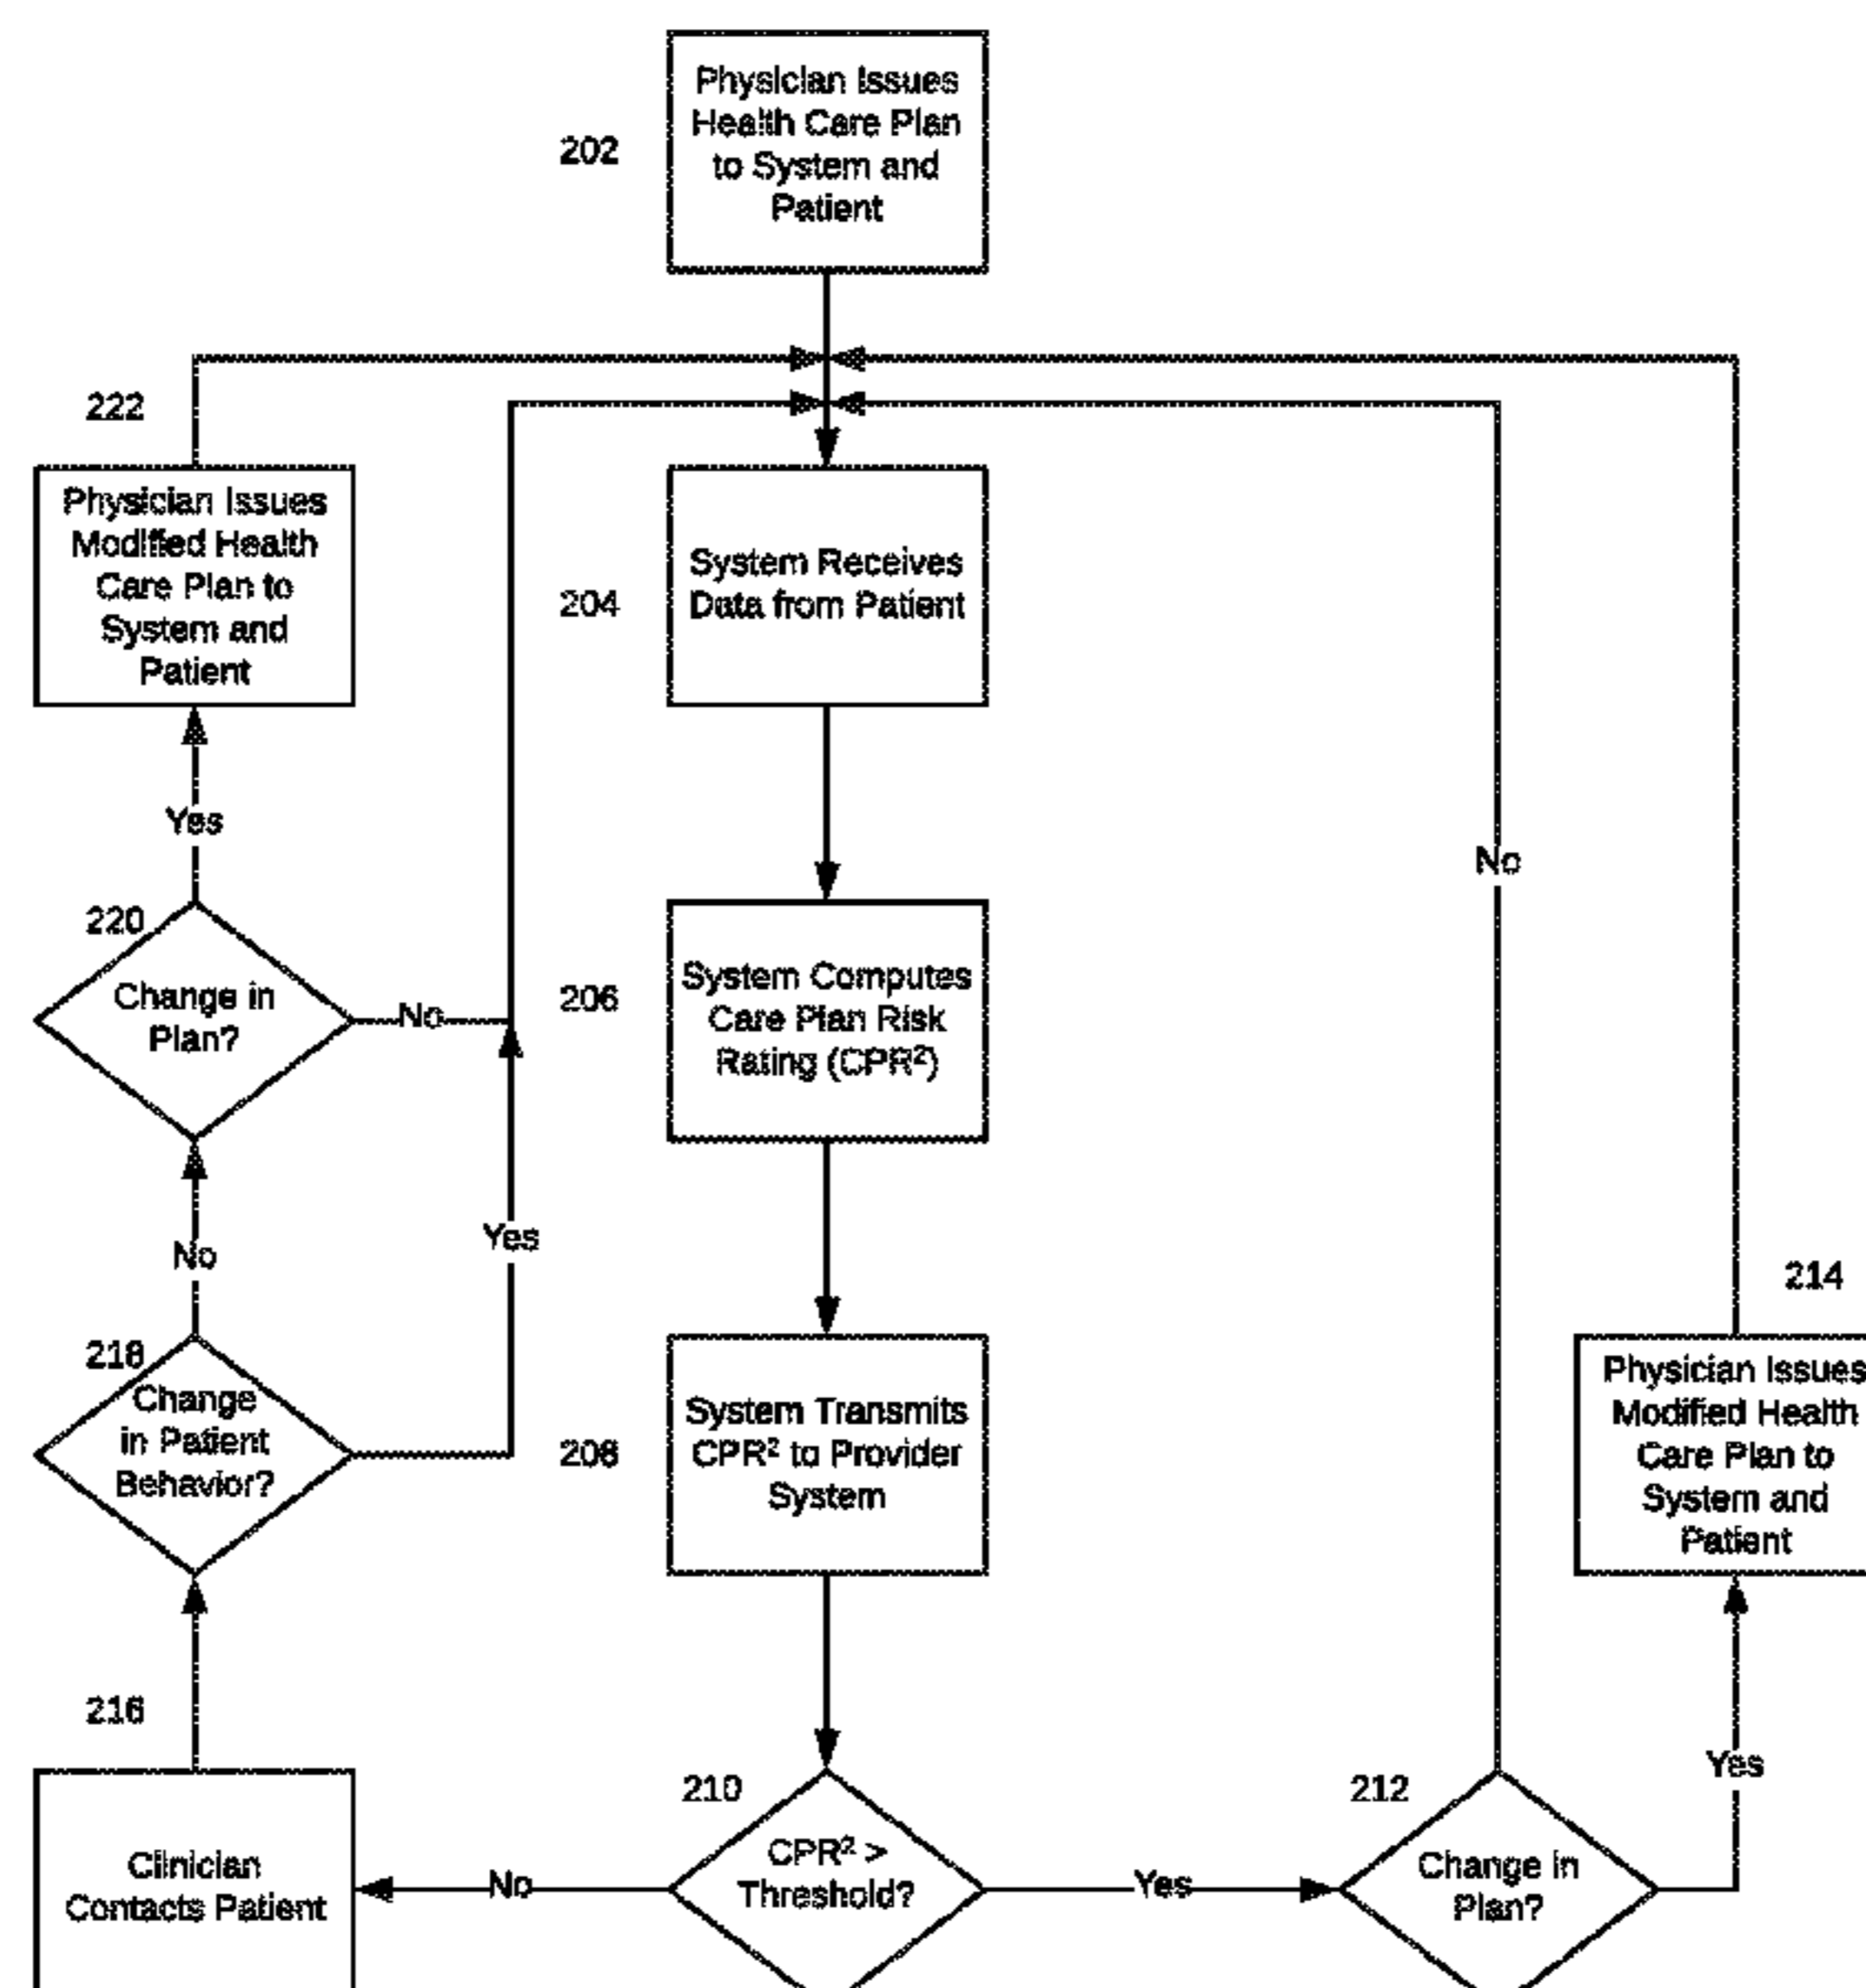 Physician Issues
Health Care Plan
to System and
Patient
202
222
Physician Issues
Modified Health
Care Plan to
System and
Patient
System Receives
Data from Patient
204
Yes
No
220
Change in
Plan?
No
206
System Computes
Care Plan Risk
Rating (CPR²)
Yes
No
214
218
Change
in Patient
Behavior?
208
System Transmits
CPR² to Provider
System
Physician Issues
Modified Health
Care Plan to
System and
Patient
216
Yes
210
212
Clinician
Contacts Patient
No
CPR² >
Threshold?
Yes
Change in
Plan?